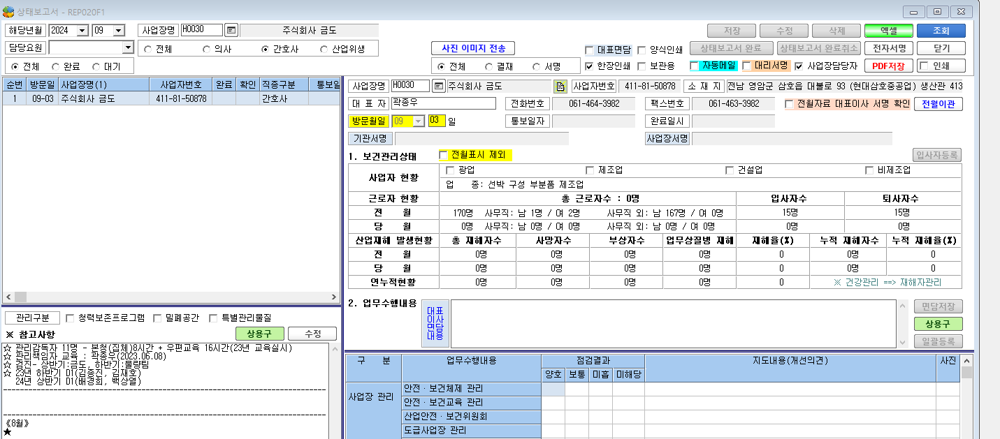 상태보고서 - REP020F1
해당년월 2024 09 사업장명 H0030 주식회사 금도 저장 수정 삭제 엑셀 조회
담당요원 전체 의사 간호사 산업위생 사진 이미지 전송 대표면담 양식인쇄 상태보고서 완료 상태보고서 완료취소 전자서명 닫기
전체 완료 대기 전체 결재 서명 한장인쇄 보관용 자동메일 대리서명 사업장담당자 PDF저장 인쇄
순번 방문일 사업장명(1) 사업자번호 완료 확인 직종구분 통보일
1 09-03 주식회사 금도 411-81-50878 간호사
관리구분 청력보존프로그램 밀폐공간 특별관리물질
※ 참고사항 상용구 수정
☆ 관리감독자 11명 - 본청(집체)8시간 + 우편교육 16시간(23년 교육실시)
☆ 관리책임자 교육 : 곽종우(2023.06.08)
☆ 검진- 상반기:금도, 하반기:물량팀
☆ 23년 하반기 D1(김종진, 김재호)
24년 상반기 D1(배경회, 백상열)
--------------------------------------------------
--------------------------------------------------
《8월》
★
사업장명 H0030 주식회사 금도 사업자번호 411-81-50878 소 재 지 전남 영암군 삼호읍 대불로 93 (현대삼호중공업) 생산관 413
대 표 자 곽종우 전화번호 061-464-3982 팩스번호 061-463-3982 전월자료 대표이사 서명 확인 전월이관
방문월일 09 03 일 통보일자 완료일시
기관서명 사업장서명
1. 보건관리상태 전월표시 제외 입사자등록
사업자 현황 광업 제조업 건설업 비제조업
업 종: 선박 구성 부분품 제조업
근로자 현황 총 근로자수 : 0명 입사자수 퇴사자수
전 월 170명 사무직: 남 1명 / 여 2명 사무직 외: 남 167명 / 여 0명 15명 15명
당 월 0명 사무직: 남 0명 / 여 0명 사무직 외: 남 0명 / 여 0명 0명 0명
산업재해 발생현황 총 재해자수 사망자수 부상자수 업무상질병 재해 재해율(%) 누적 재해자수 누적 재해율(%)
전 월 0명 0명 0명 0명 0 0명 0
당 월 0명 0명 0명 0명 0 0명 0
연누적현황 0명 0명 0명 0명 0 ※ 건강관리 ==> 재해자관리
2. 업무수행내용 대표 면담저장
이사 상용구
면담 일괄등록
내용
구 분 업무수행내용 점검결과 지도내용(개선의견) 사진
양호 보통 미흡 미해당
사업장 관리 안전ㆍ보건체제 관리
안전ㆍ보건교육 관리
산업안전ㆍ보건위원회
도급사업장 관리